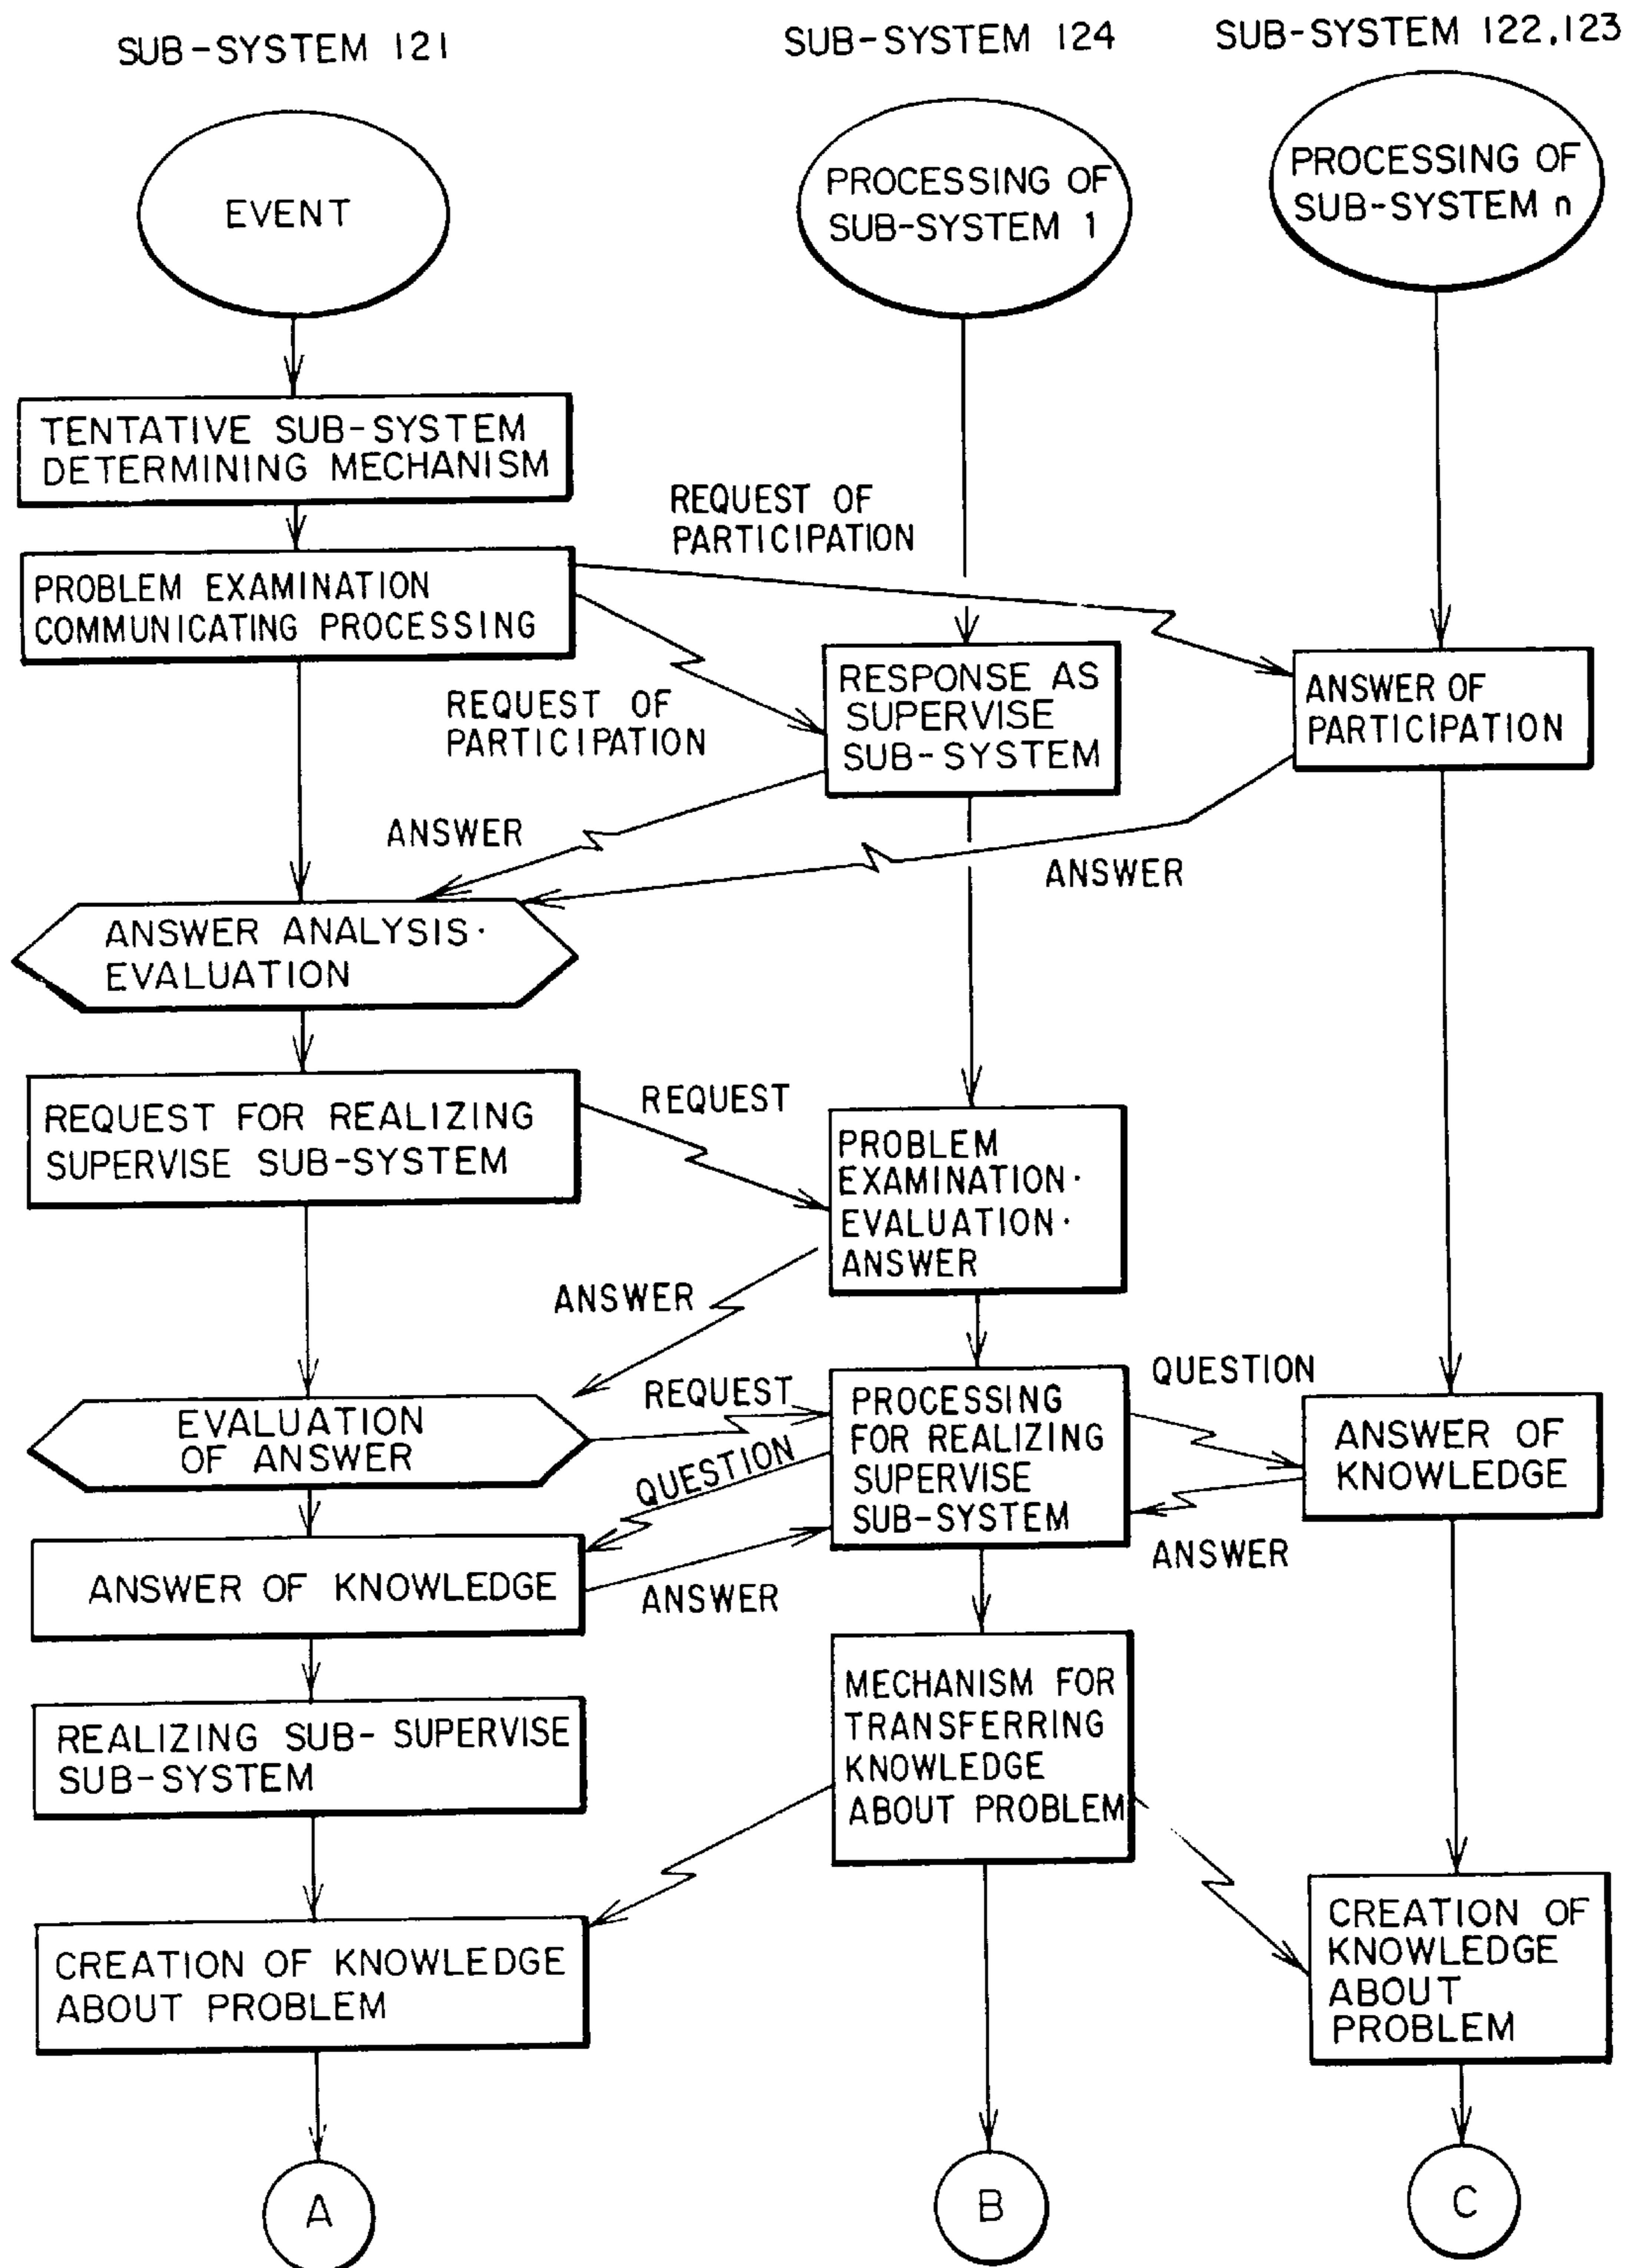 SUB-SYSTEM 121
SUB-SYSTEM 124
SUB-SYSTEM 122,123
EVENT
PROCESSING OF
SUB-SYSTEM 1
PROCESSING OF
SUB-SYSTEM n
TENTATIVE SUB-SYSTEM
DETERMINING MECHANISM
REQUEST OF
PARTICIPATION
PROBLEM EXAMINATION
COMMUNICATING PROCESSING
REQUEST OF
PARTICIPATION
RESPONSE AS
SUPERVISE
SUB-SYSTEM
ANSWER OF
PARTICIPATION
ANSWER
ANSWER
ANSWER ANALYSIS·
EVALUATION
REQUEST FOR REALIZING
SUPERVISE SUB-SYSTEM
REQUEST
PROBLEM
EXAMINATION·
EVALUATION·
ANSWER
ANSWER
EVALUATION
OF ANSWER
REQUEST
QUESTION
PROCESSING
FOR REALIZING
SUPERVISE
SUB-SYSTEM
QUESTION
ANSWER OF
KNOWLEDGE
ANSWER
ANSWER OF KNOWLEDGE
ANSWER
REALIZING SUB-SUPERVISE
SUB-SYSTEM
MECHANISM FOR
TRANSFERRING
KNOWLEDGE
ABOUT PROBLEM
CREATION OF KNOWLEDGE
ABOUT PROBLEM
CREATION OF
KNOWLEDGE
ABOUT
PROBLEM
A
B
C